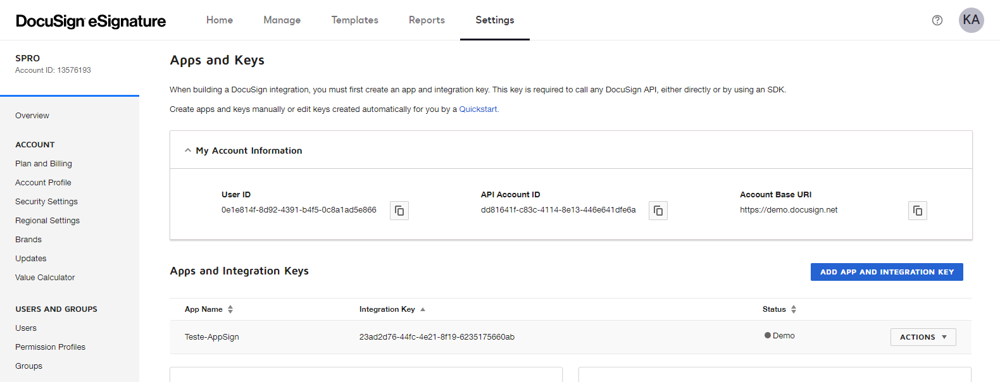 DocuSign eSignature
Home
Manage
Templates
Reports
Settings
KA
SPRO
Account ID: 13576193
Overview
ACCOUNT
Plan and Billing
Account Profile
Security Settings
Regional Settings
Brands
Updates
Value Calculator
USERS AND GROUPS
Users
Permission Profiles
Groups
Apps and Keys
When building a DocuSign integration, you must first create an app and integration key. This key is required to call any DocuSign API, either directly or by using an SDK.
Create apps and keys manually or edit keys created automatically for you by a Quickstart.
My Account Information
User ID
0e1e814f-8d92-4391-b4f5-0c8a1ad5e866
API Account ID
dd81641f-c83c-4114-8e13-446e641dfe6a
Account Base URI
https://demo.docusign.net
Apps and Integration Keys
ADD APP AND INTEGRATION KEY
App Name
Integration Key
Status
Teste-AppSign
23ad2d76-44fc-4e21-8f19-6235175660ab
Demo
ACTIONS